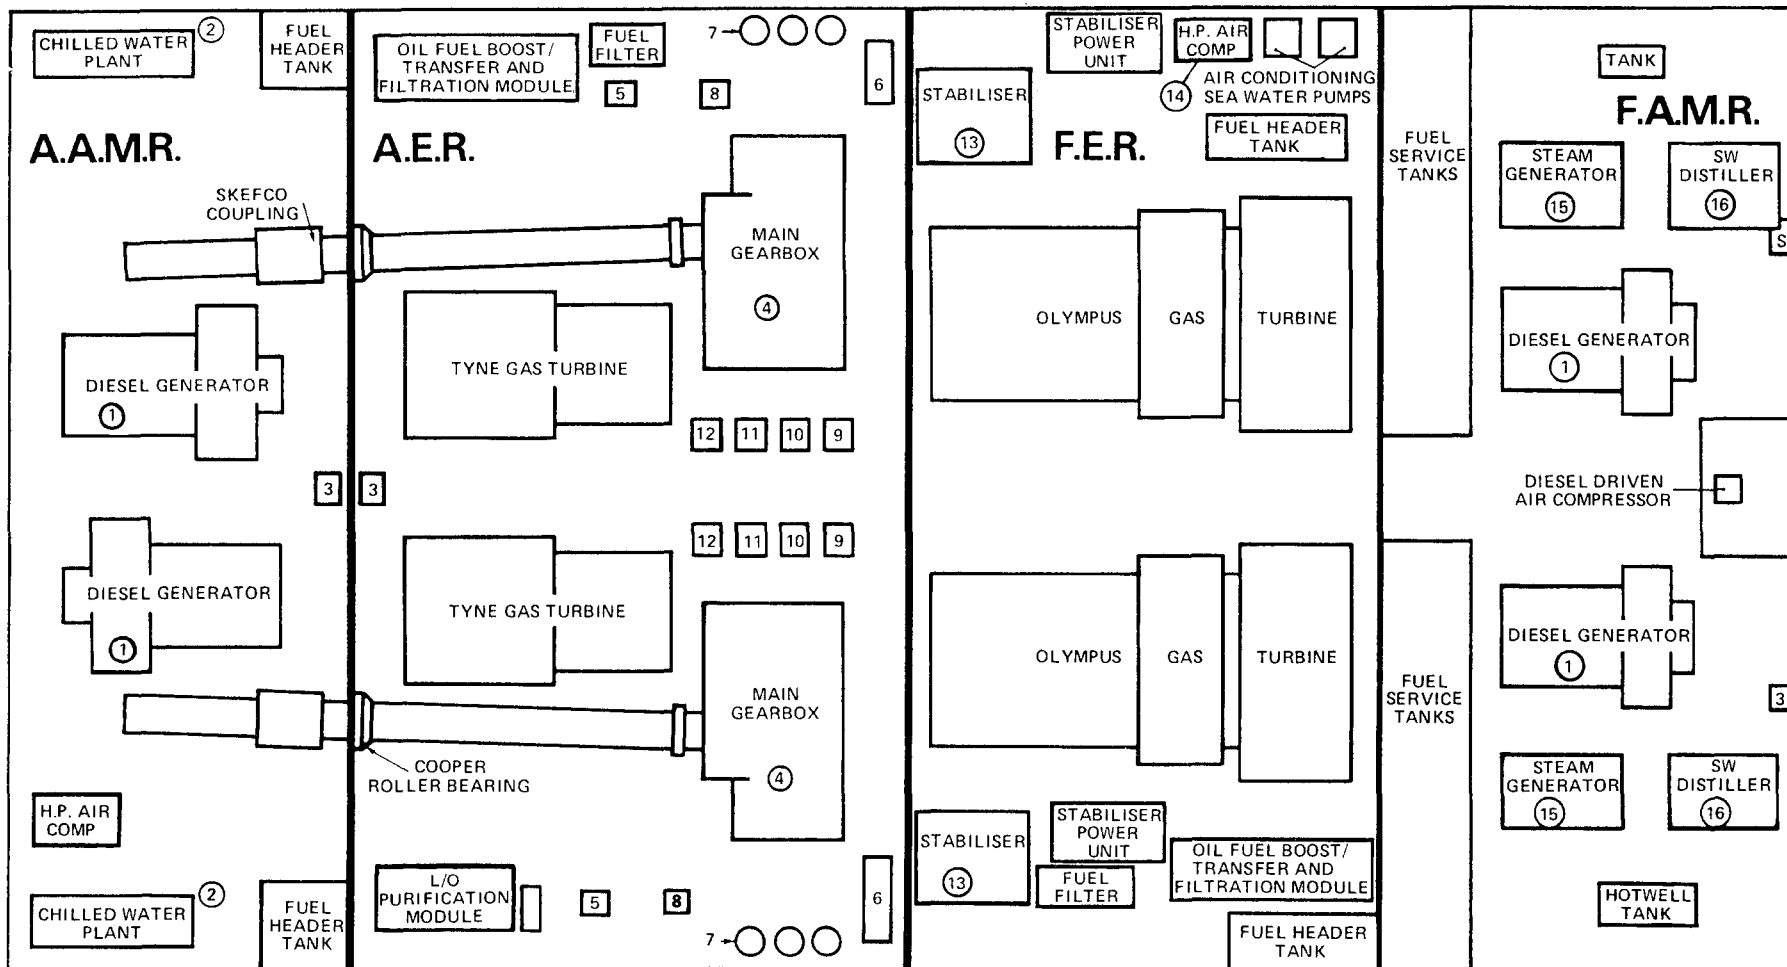 CHILLED WATER
PLANT
2
FUEL
HEADER
TANK
A.A.M.R.
SKEFCO
COUPLING
DIESEL GENERATOR
1
3
DIESEL GENERATOR
1
H.P. AIR
COMP
CHILLED WATER
PLANT
2
FUEL
HEADER
TANK
OIL FUEL BOOST/
TRANSFER AND
FILTRATION MODULE
FUEL
FILTER
5
7
8
6
A.E.R.
MAIN
GEARBOX
4
TYNE GAS TURBINE
12 11 10 9
3
12 11 10 9
TYNE GAS TURBINE
MAIN
GEARBOX
4
COOPER
ROLLER BEARING
L/O
PURIFICATION
MODULE
5
8
6
7
STABILISER
13
STABILISER
POWER
UNIT
H.P. AIR
COMP
14
AIR CONDITIONING
SEA WATER PUMPS
FUEL HEADER
TANK
F.E.R.
OLYMPUS GAS TURBINE
OLYMPUS GAS TURBINE
STABILISER
13
STABILISER
POWER
UNIT
FUEL
FILTER
OIL FUEL BOOST/
TRANSFER AND
FILTRATION MODULE
FUEL HEADER
TANK
FUEL
SERVICE
TANKS
FUEL
SERVICE
TANKS
TANK
F.A.M.R.
STEAM
GENERATOR
15
SW
DISTILLER
16
S
DIESEL GENERATOR
1
DIESEL DRIVEN
AIR COMPRESSOR
DIESEL GENERATOR
1
3
STEAM
GENERATOR
15
SW
DISTILLER
16
HOTWELL
TANK